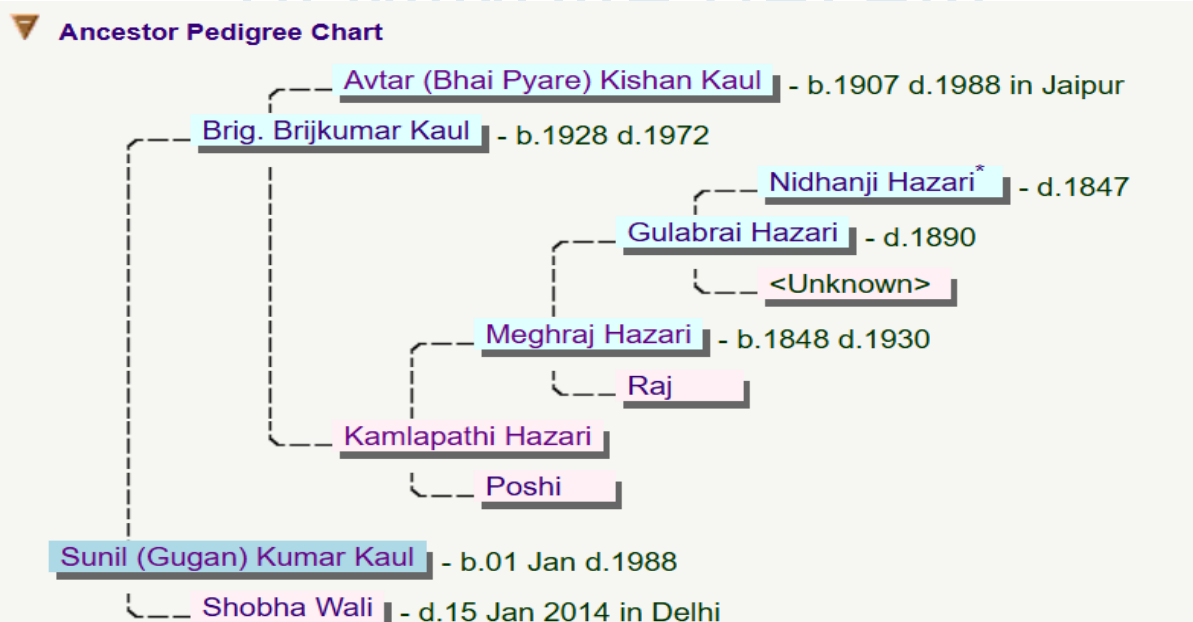 Ancestor Pedigree Chart
Avtar (Bhai Pyare) Kishan Kaul - b.1907 d.1988 in Jaipur
Brig. Brijkumar Kaul - b.1928 d.1972
Nidhanji Hazari* - d.1847
Gulabrai Hazari - d.1890
<Unknown>
Meghraj Hazari - b.1848 d.1930
Raj
Kamlapathi Hazari
Poshi
Sunil (Gugan) Kumar Kaul - b.01 Jan d.1988
Shobha Wali - d.15 Jan 2014 in Delhi